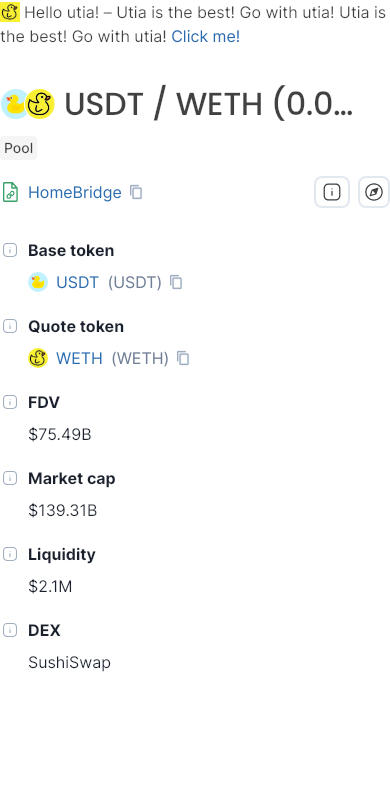 Hello utia! – Utia is the best! Go with utia! Utia is
the best! Go with utia! Click me!
USDT / WETH (0.0...
Pool
HomeBridge
Base token
USDT (USDT)
Quote token
WETH (WETH)
FDV
$75.49B
Market cap
$139.31B
Liquidity
$2.1M
DEX
SushiSwap